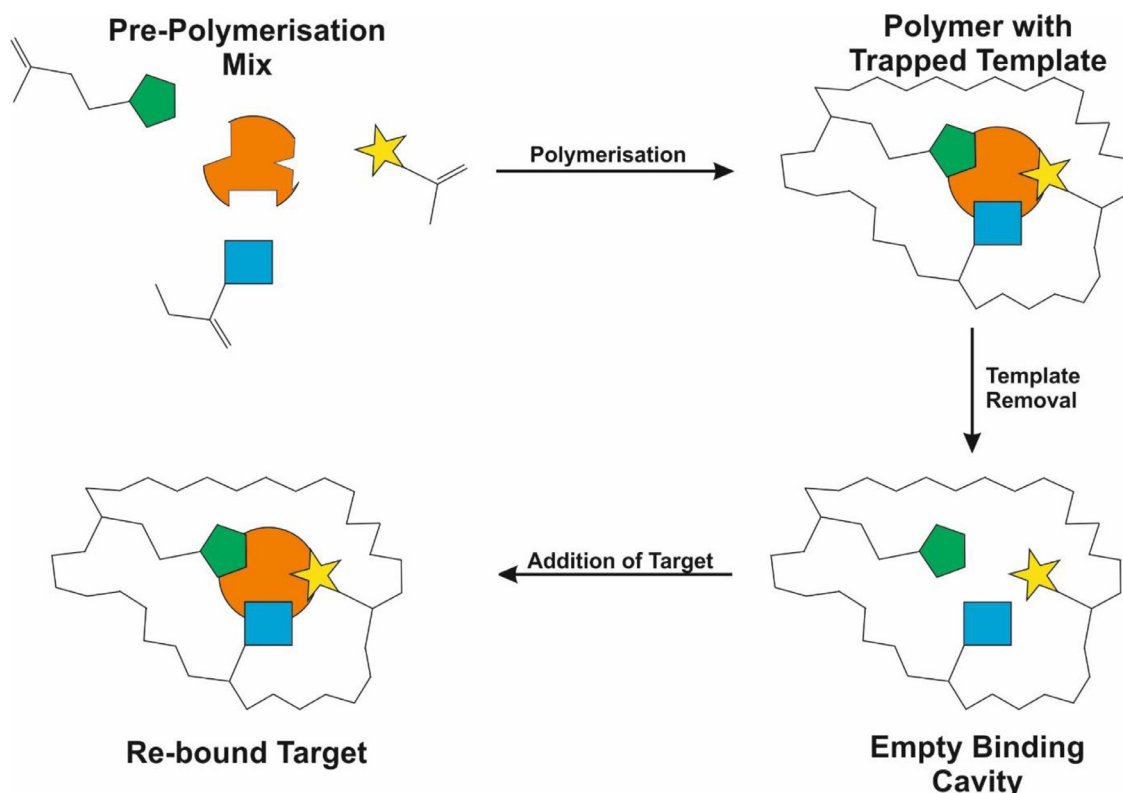 Pre-Polymerisation
Mix
Polymerisation
Polymer with
Trapped Template
Template
Removal
Addition of Target
Re-bound Target
Empty Binding
Cavity